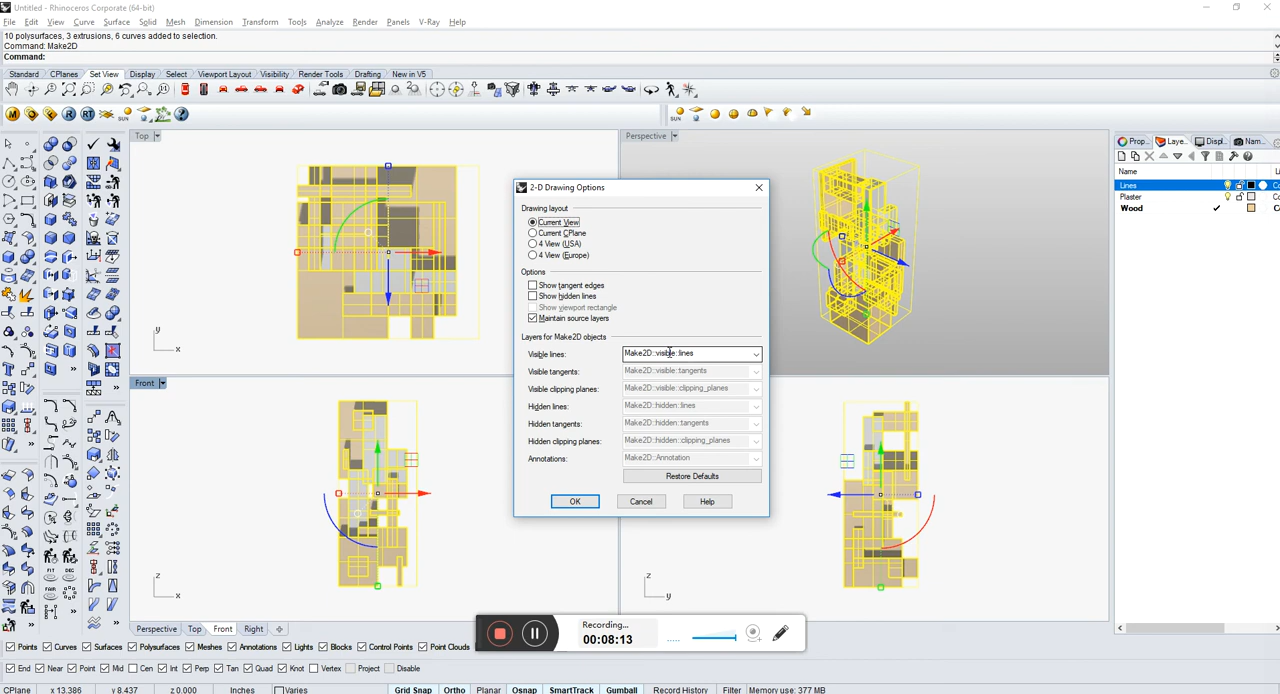 Untitled - Rhinoceros Corporate (64-bit)
File Edit View Curve Surface Solid Mesh Dimension Transform Tools Analyze Render Panels V-Ray Help
10 polysurfaces, 3 extrusions, 6 curves added to selection.
Command: Make2D
Command:
Standard CPlanes Set View Display Select Viewport Layout Visibility Render Tools Drafting New in V5
SUN SUN
Top Perspective
Prop... Laye... Displ... Nam...
Name
Lines
Plaster
Wood
2-D Drawing Options
Drawing layout
Current View
Current CPlane
4 View (USA)
4 View (Europe)
Options
Show tangent edges
Show hidden lines
Show viewport rectangle
Maintain source layers
Layers for Make2D objects
Visible lines: Make2D::visible::lines
Visible tangents: Make2D::visible::tangents
Visible clipping planes: Make2D::visible::clipping_planes
Hidden lines: Make2D::hidden::lines
Hidden tangents: Make2D::hidden::tangents
Hidden clipping planes: Make2D::hidden::clipping_planes
Annotations: Make2D::Annotation
Restore Defaults
OK Cancel Help
y
x
Front
z
x
z
y
Recording...
00:08:13
Perspective Top Front Right
Points Curves Surfaces Polysurfaces Meshes Annotations Lights Blocks Control Points Point Clouds
End Near Point Mid Cen Int Perp Tan Quad Knot Vertex Project Disable
CPlane x 13.386 y 8.437 z 0.000 Inches Varies Grid Snap Ortho Planar Osnap SmartTrack Gumball Record History Filter Memory use: 377 MB